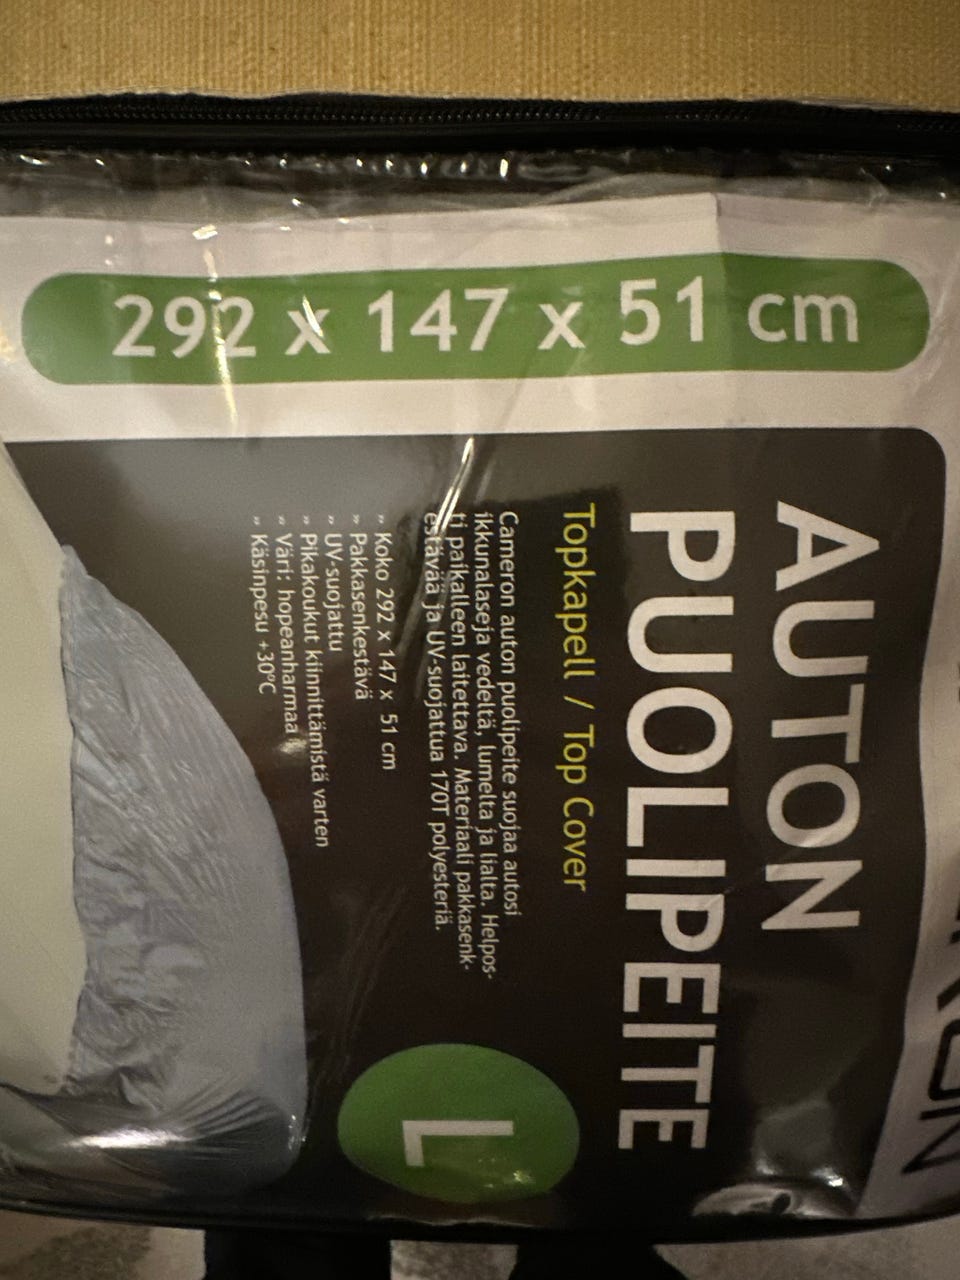 292 x 147 x 51 cm
AUTON
PUOLIPEITE
Topkapell / Top Cover
Cameron auton puolipeite suojaa autosi
ikkunalaseja vedeltä, lumelta ja lialta. Helpos-
ti paikalleen laitettava. Materiaali pakkasenk-
estävää ja UV-suojattua 170T polyesteriä.
» Koko 292 x 147 x 51 cm
» Pakkasenkestävä
» UV-suojattu
» Pikakoukut kiinnittämistä varten
» Väri: hopeanharmaa
» Käsinpesu +30ºC
L